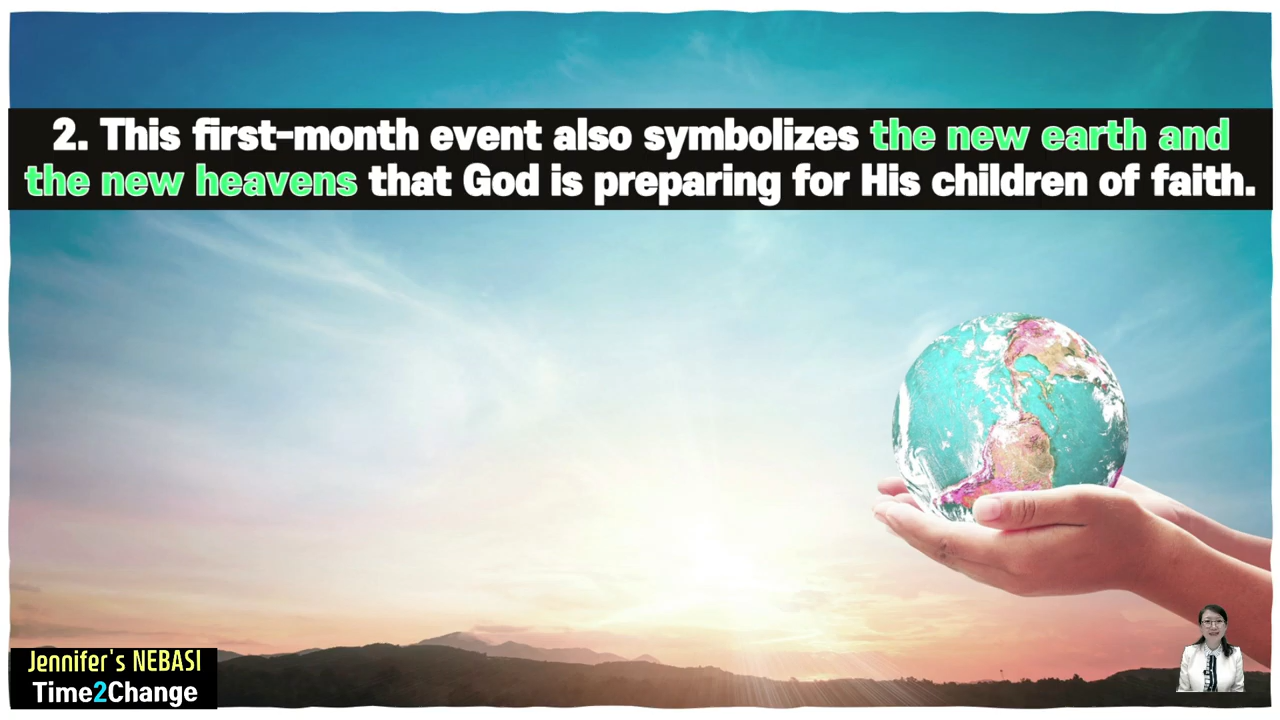 2. This first-month event also symbolizes the new earth and
the new heavens that God is preparing for His children of faith.
Jennifer's NEBASI
Time2Change